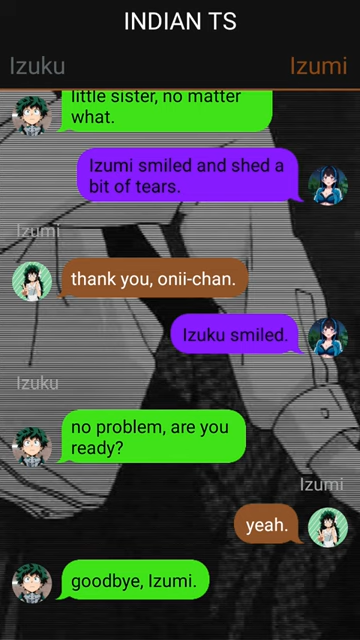 INDIAN TS
Izuku Izumi
little sister, no matter
what.
Izumi smiled and shed a
bit of tears.
Izumi
thank you, onii-chan.
Izuku smiled.
Izuku
no problem, are you
ready?
Izumi
yeah.
goodbye, Izumi.